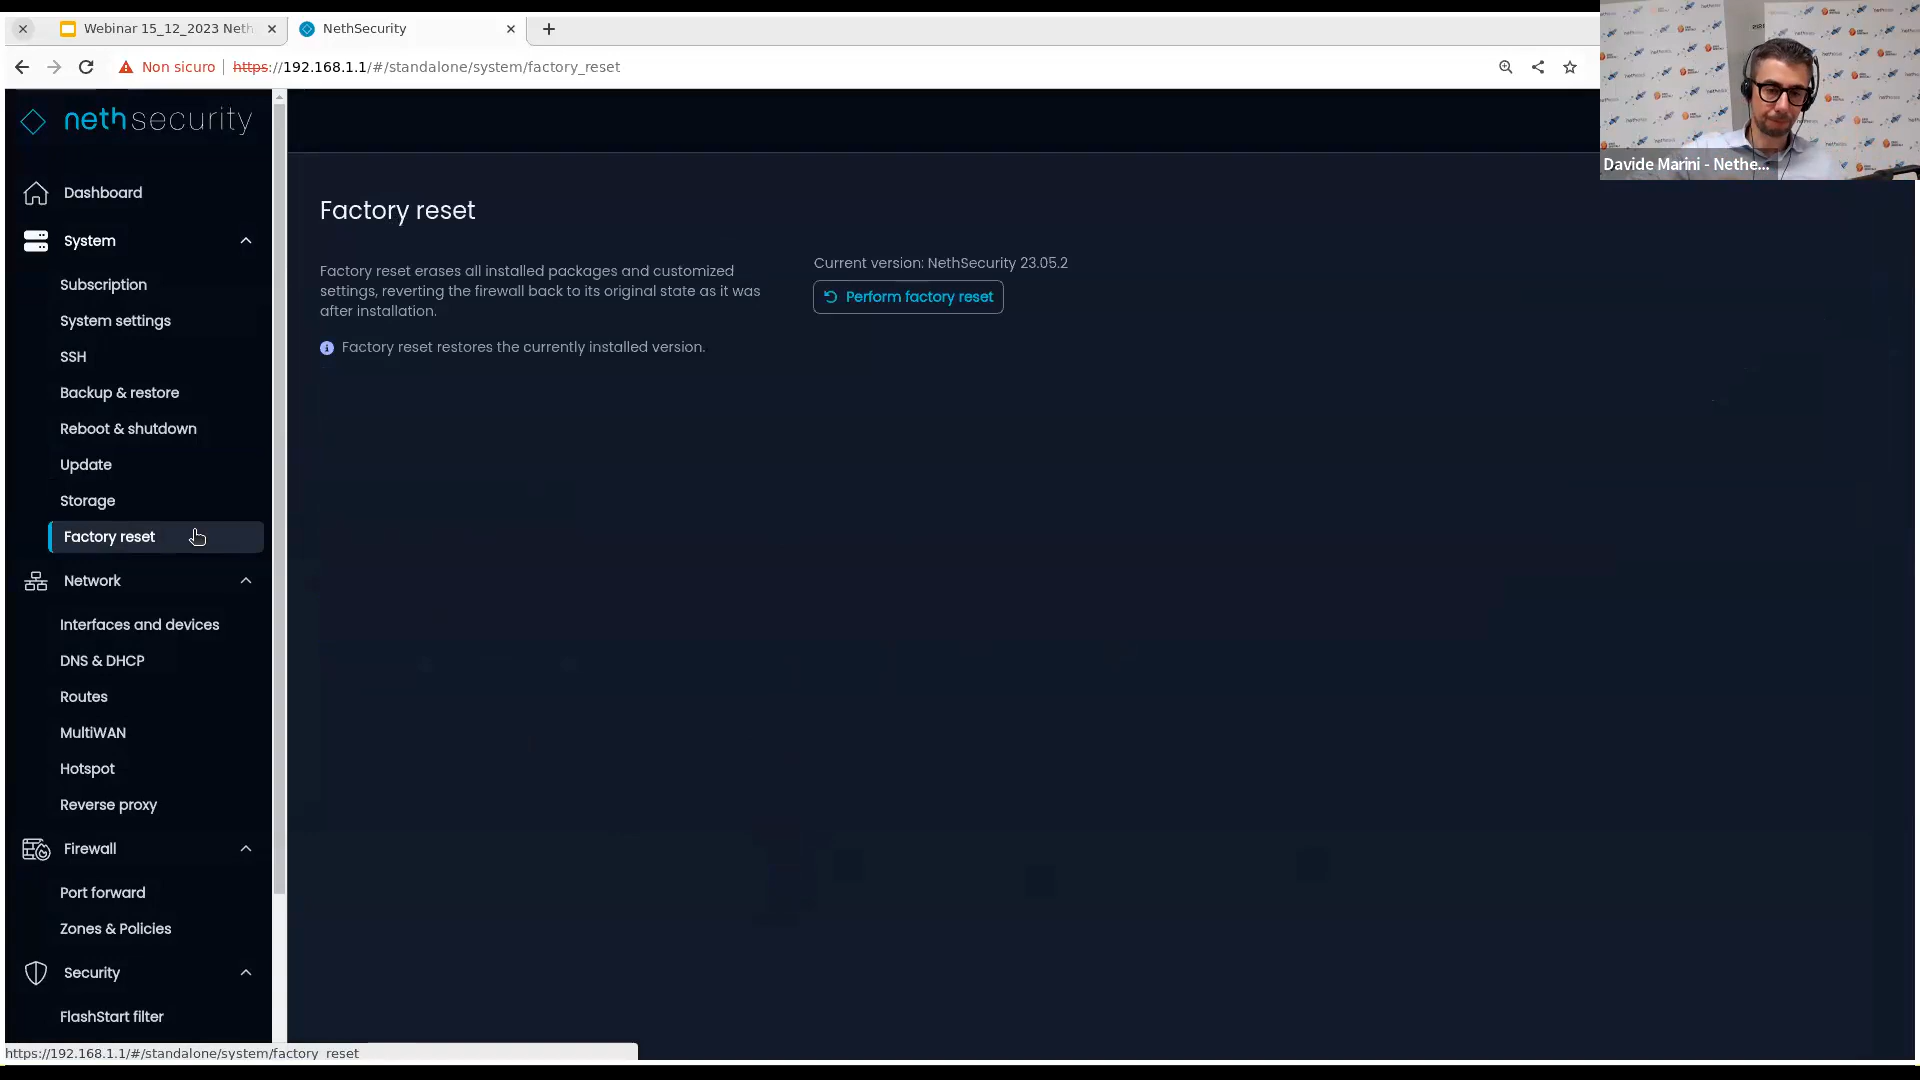 Webinar 15_12_2023 Neth
NethSecurity
Non sicuro
https://192.168.1.1/#/standalone/system/factory_reset
Davide Marini - Nethe...
nethsecurity
Dashboard
System
Subscription
System settings
SSH
Backup & restore
Reboot & shutdown
Update
Storage
Factory reset
Network
Interfaces and devices
DNS & DHCP
Routes
MultiWAN
Hotspot
Reverse proxy
Firewall
Port forward
Zones & Policies
Security
FlashStart filter
Factory reset
Factory reset erases all installed packages and customized
settings, reverting the firewall back to its original state as it was
after installation.
Factory reset restores the currently installed version.
Current version: NethSecurity 23.05.2
Perform factory reset
https://192.168.1.1/#/standalone/system/factory_reset